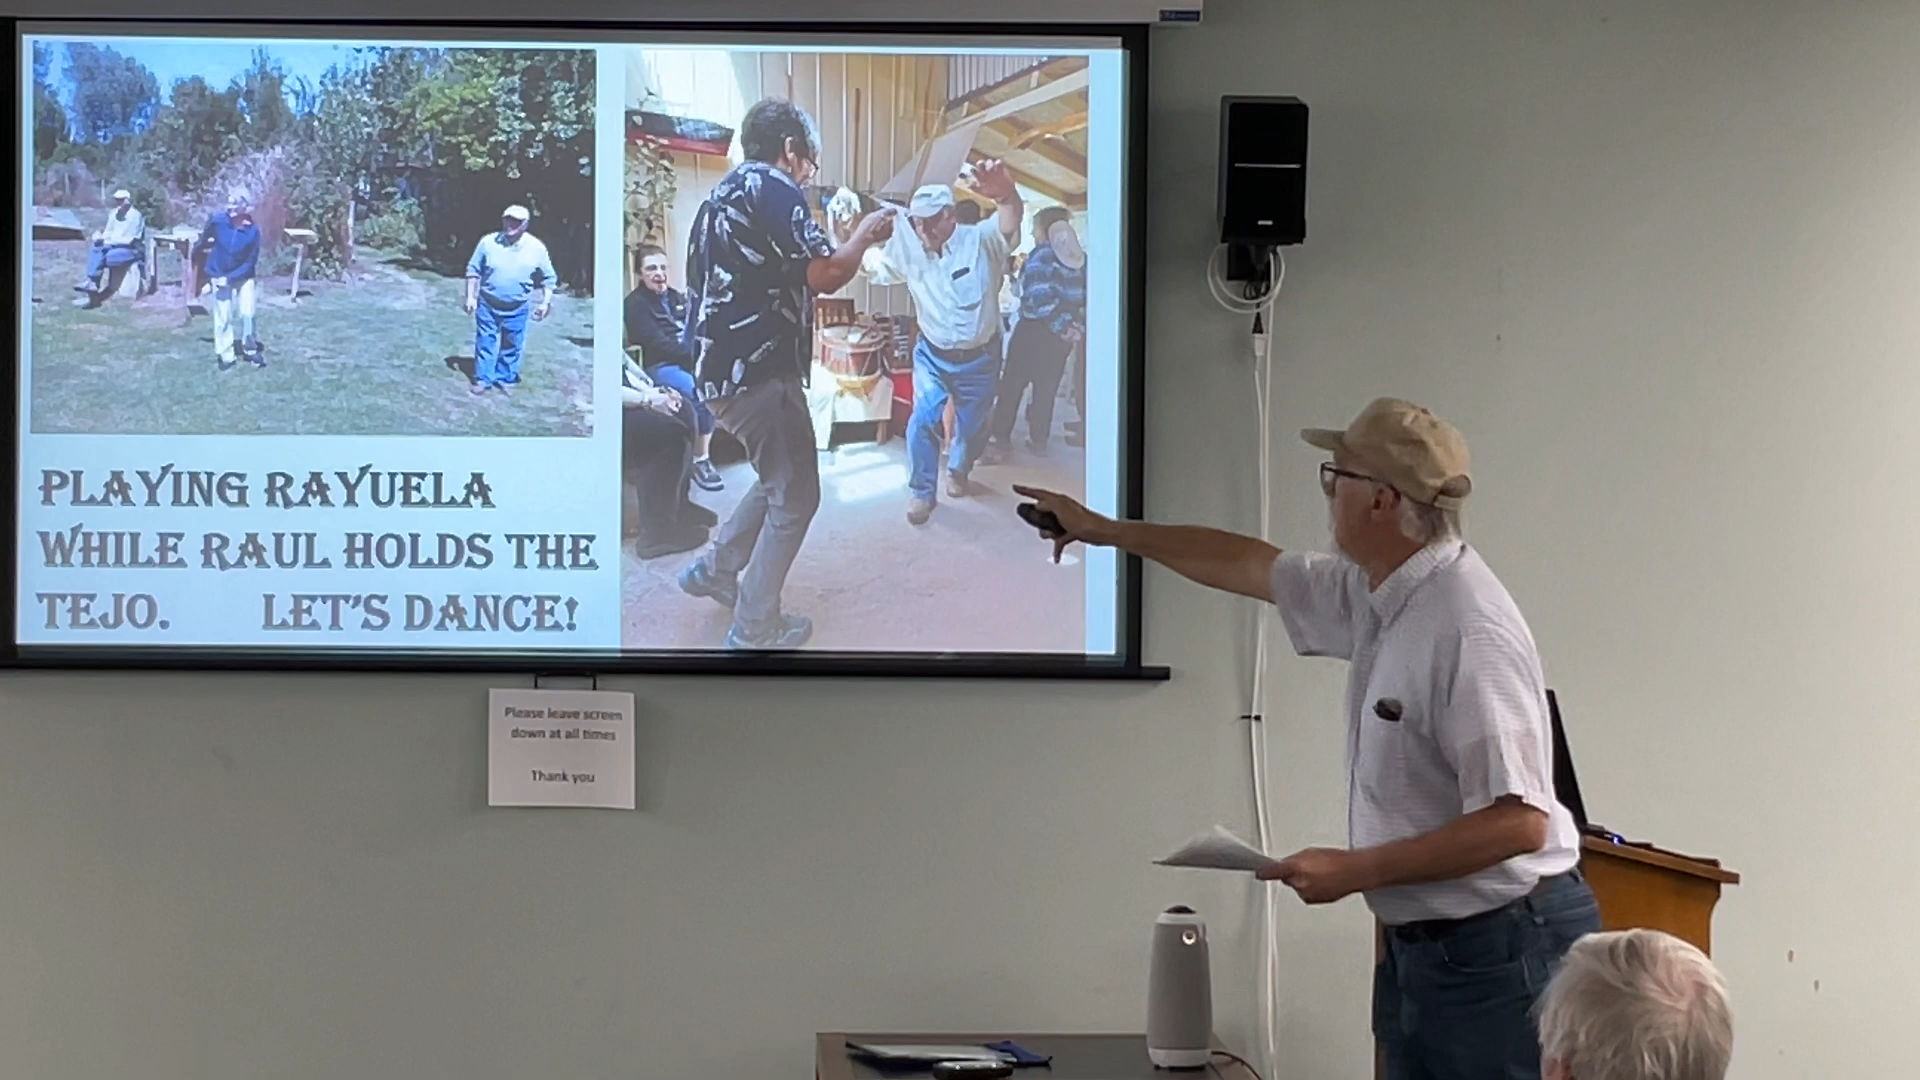 PLAYING RAYUELA
WHILE RAUL HOLDS THE
TEJO. LET'S DANCE!
Please leave screen
down at all times
Thank you